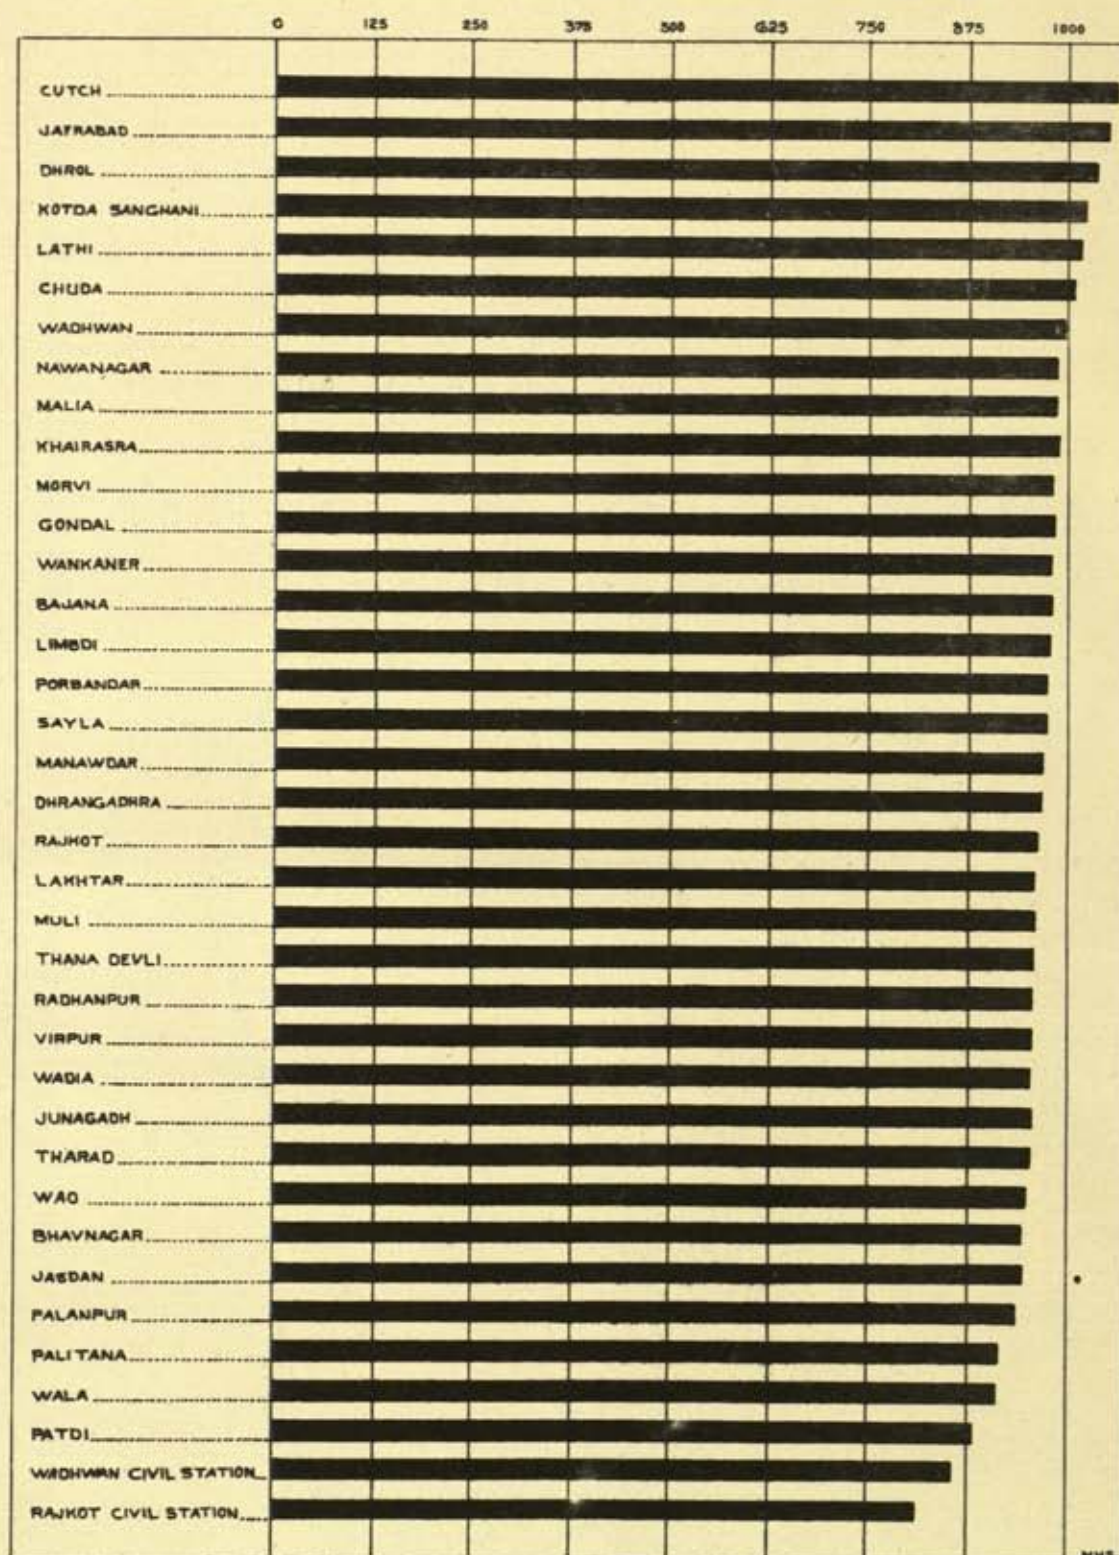 0 125 250 375 500 625 750 875 1000
CUTCH
JAFRABAD
DHROL
KOTDA SANGHANI
LATHI
CHUDA
WADHWAN
NAWANAGAR
MALIA
KHAIRASRA
MORVI
GONDAL
WANKANER
BAJANA
LIMBDI
PORBANDAR
SAYLA
MANAWDAR
DHRANGADHRA
RAJKOT
LAKHTAR
MULI
THANA DEVLI
RADHANPUR
VIRPUR
WADIA
JUNAGADH
THARAD
WAO
BHAVNAGAR
JASDAN
PALANPUR
PALITANA
WALA
PATDI
WADHWAN CIVIL STATION
RAJKOT CIVIL STATION